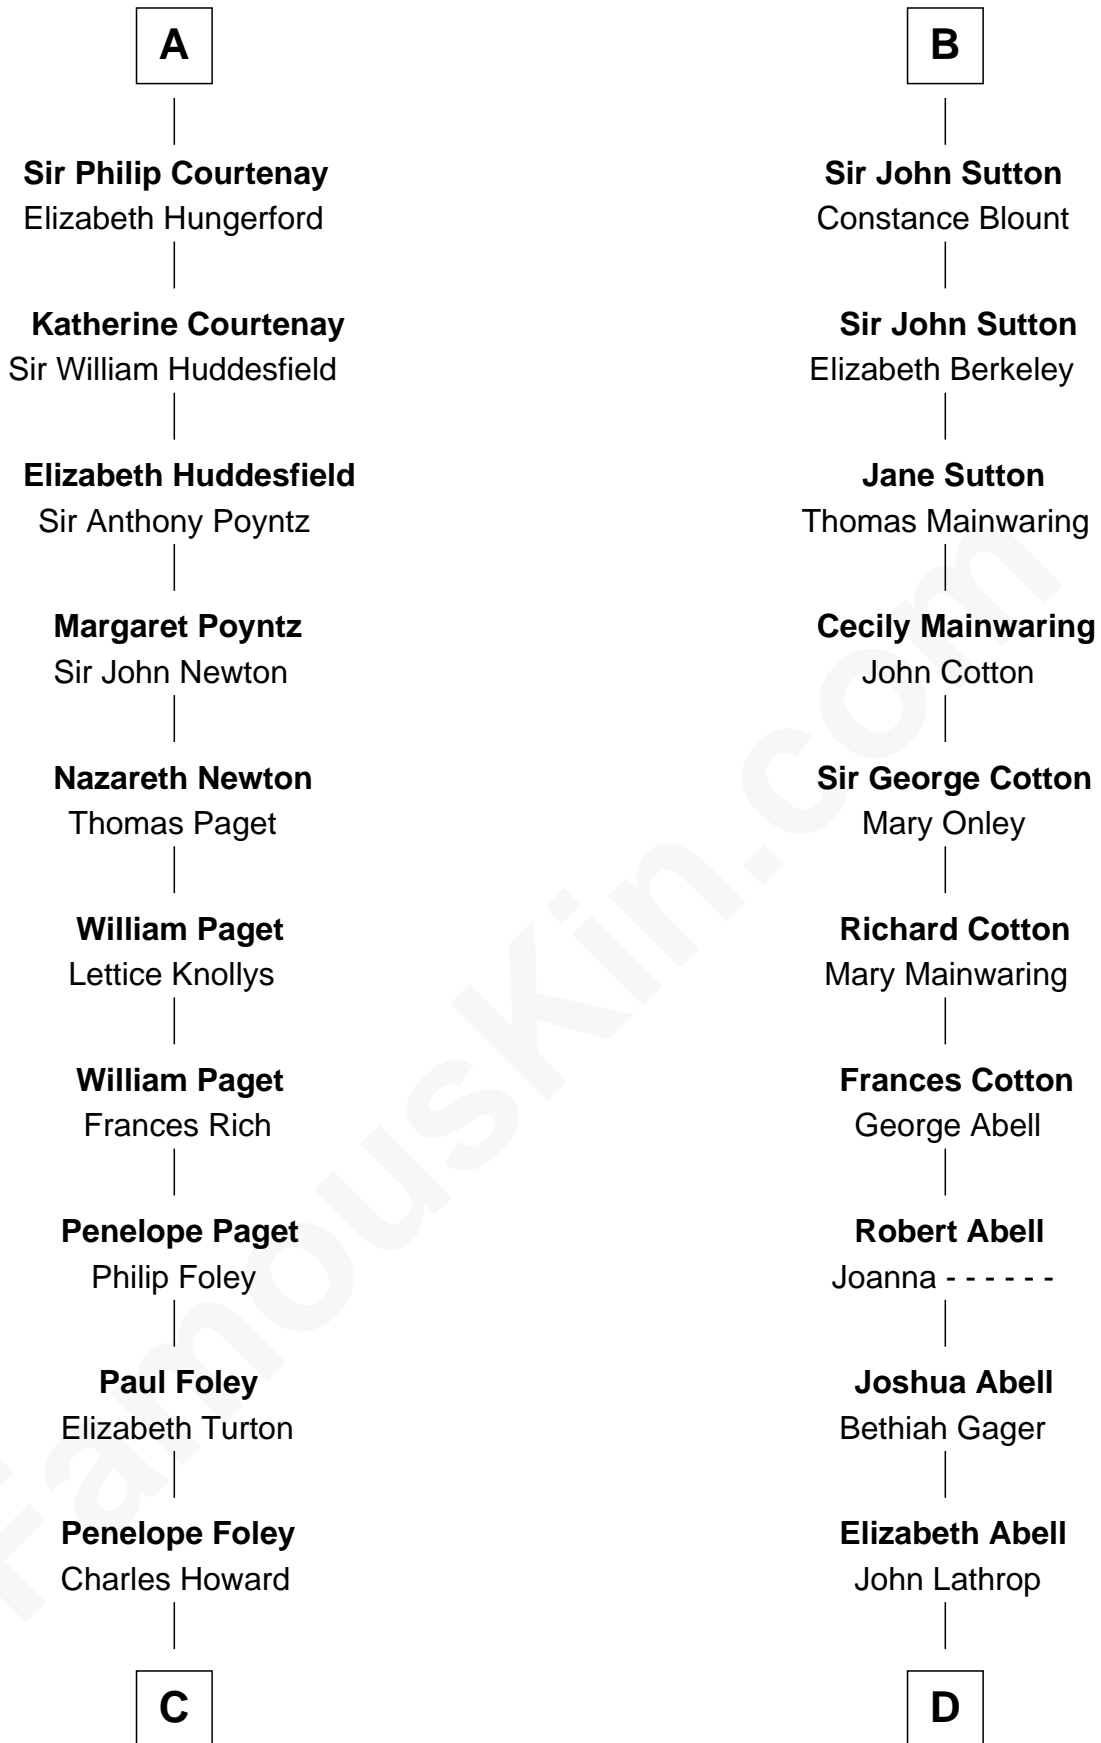 A
Sir Philip Courtenay
Elizabeth Hungerford
Katherine Courtenay
Sir William Huddesfield
Elizabeth Huddesfield
Sir Anthony Poyntz
Margaret Poyntz
Sir John Newton
Nazareth Newton
Thomas Paget
William Paget
Lettice Knollys
William Paget
Frances Rich
Penelope Paget
Philip Foley
Paul Foley
Elizabeth Turton
Penelope Foley
Charles Howard
C
B
Sir John Sutton
Constance Blount
Sir John Sutton
Elizabeth Berkeley
Jane Sutton
Thomas Mainwaring
Cecily Mainwaring
John Cotton
Sir George Cotton
Mary Onley
Richard Cotton
Mary Mainwaring
Frances Cotton
George Abell
Robert Abell
Joanna - - - - - -
Joshua Abell
Bethiah Gager
Elizabeth Abell
John Lathrop
D
FamousKin.com